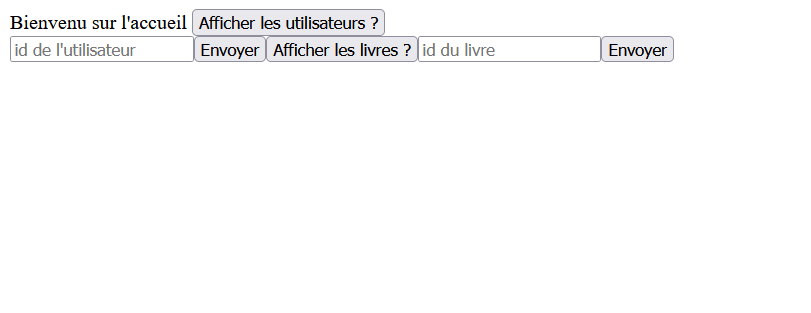 Bienvenu sur l'accueil Afficher les utilisateurs ?
id de l'utilisateur Envoyer Afficher les livres ? id du livre Envoyer